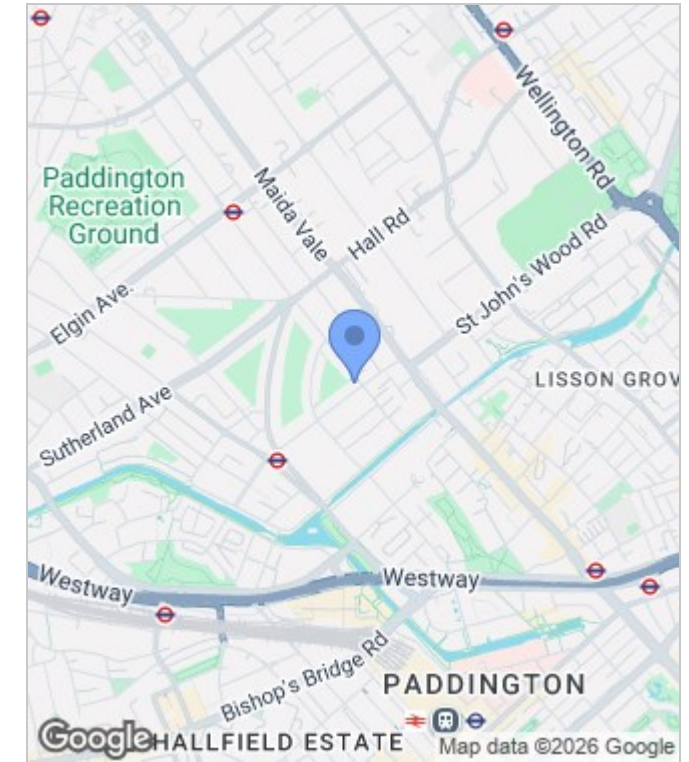 Wellington Rd
Paddington
Recreation
Ground
Maida Vale
Hall Rd
St John's Wood Rd
Elgin Ave.
LISSON GROV
Sutherland Ave
Westway
Westway
Bishop's Bridge Rd
PADDINGTON
HALLFIELD ESTATE
Google
Map data ©2026 Google